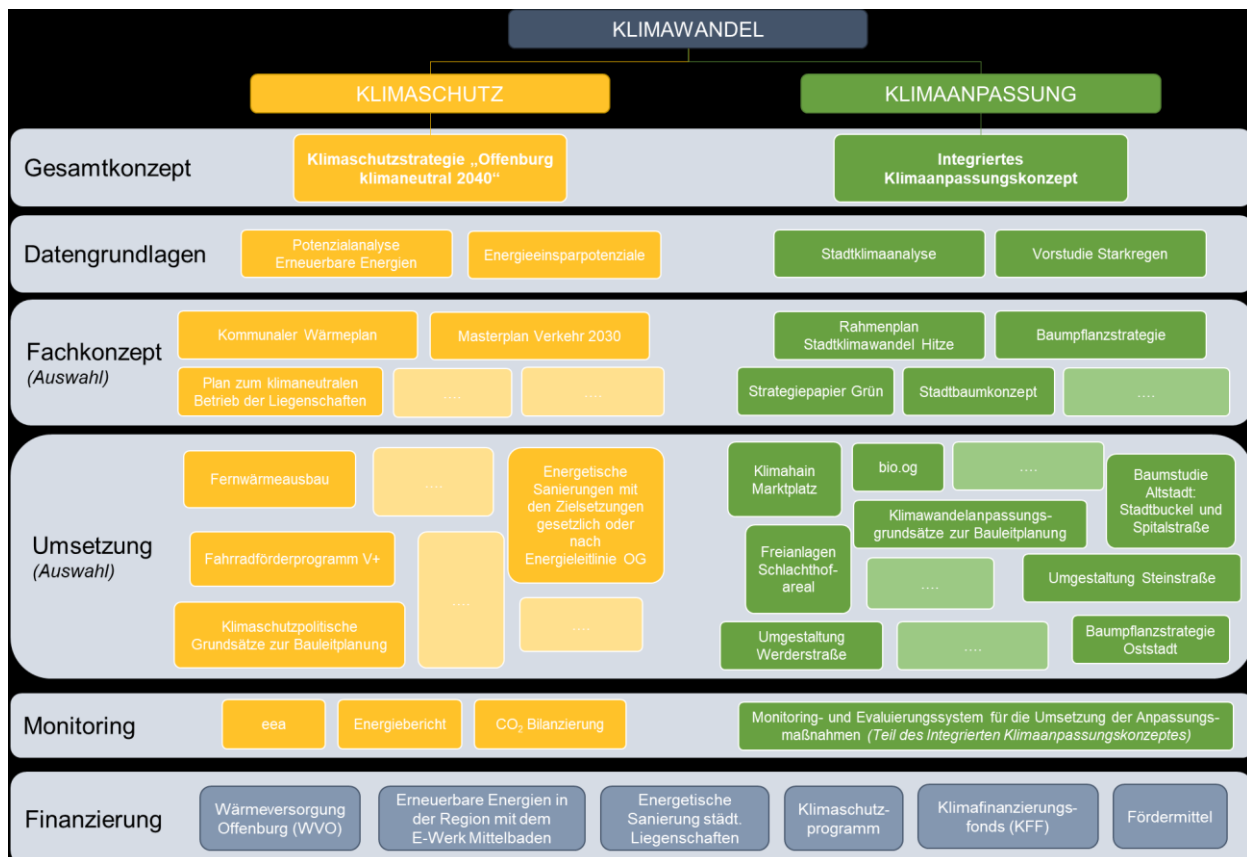 KLIMAWANDEL
KLIMASCHUTZ
KLIMAANPASSUNG
Gesamtkonzept
Klimaschutzstrategie „Offenburg
klimaneutral 2040“
Integriertes
Klimaanpassungskonzept
Datengrundlagen
Potenzialanalyse
Erneuerbare Energien
Energieeinsparpotenziale
Stadtklimaanalyse
Vorstudie Starkregen
Fachkonzept
(Auswahl)
Kommunaler Wärmeplan
Masterplan Verkehr 2030
Plan zum klimaneutralen
Betrieb der Liegenschaften
....
....
Rahmenplan
Stadtklimawandel Hitze
Baumpflanzstrategie
Strategiepapier Grün
Stadtbaumkonzept
....
Umsetzung
(Auswahl)
Fernwärmeausbau
....
Energetische
Sanierungen mit
den Zielsetzungen
gesetzlich oder
nach
Energieleitlinie OG
Fahrradförderprogramm V+
....
Klimaschutzpolitische
Grundsätze zur Bauleitplanung
....
Klimahain
Marktplatz
bio.og
....
Baumstudie
Altstadt:
Stadtbuckel und
Spitalstraße
Klimawandelanpassungs-
grundsätze zur Bauleitplanung
Freianlagen
Schlachthof-
areal
....
Umgestaltung Steinstraße
Umgestaltung
Werderstraße
....
Baumpflanzstrategie
Oststadt
Monitoring
eea
Energiebericht
CO₂ Bilanzierung
Monitoring- und Evaluierungssystem für die Umsetzung der Anpassungs-
maßnahmen (Teil des Integrierten Klimaanpassungskonzeptes)
Finanzierung
Wärmeversorgung
Offenburg (WVO)
Erneuerbare Energien in
der Region mit dem
E-Werk Mittelbaden
Energetische
Sanierung städt.
Liegenschaften
Klimaschutz-
programm
Klimafinanzierungs-
fonds (KFF)
Fördermittel